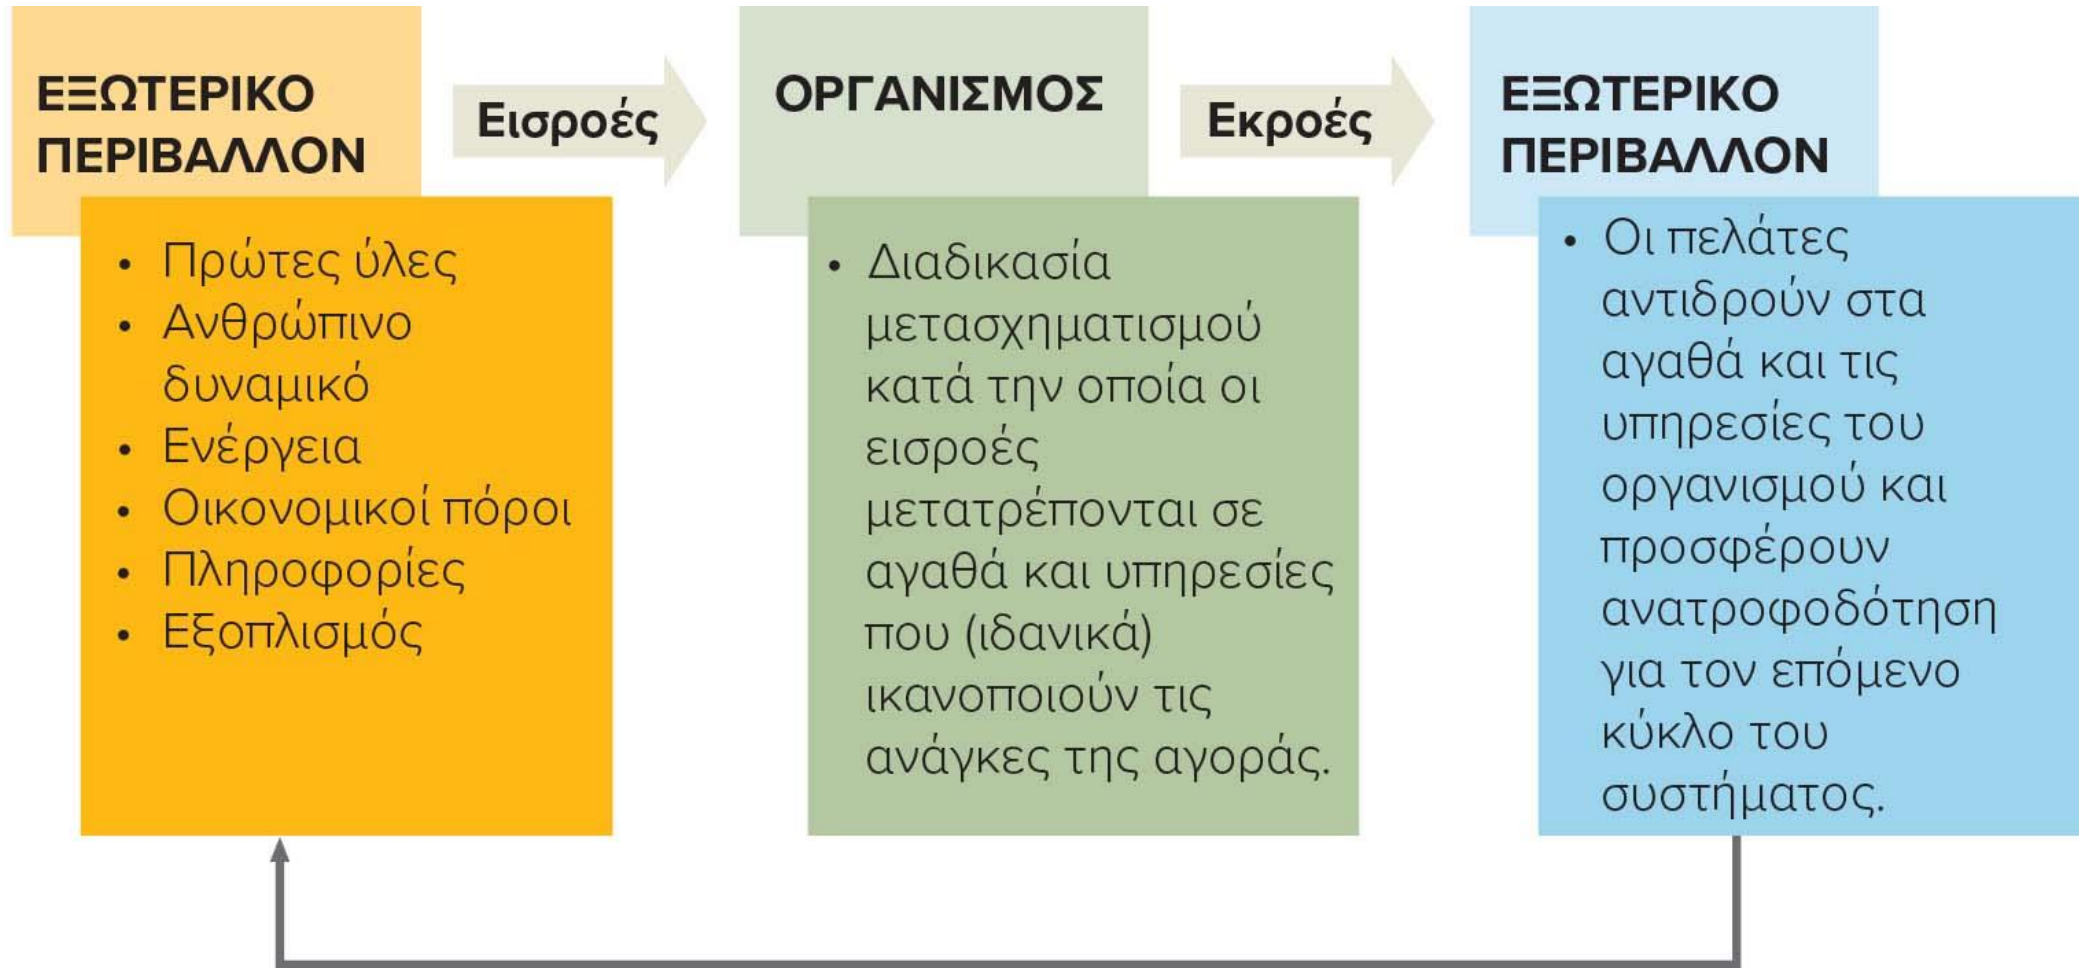 ΕΞΩΤΕΡΙΚΟ
ΠΕΡΙΒΑΛΛΟΝ
• Πρώτες ύλες
• Ανθρώπινο
δυναμικό
• Ενέργεια
• Οικονομικοί πόροι
• Πληροφορίες
• Εξοπλισμός
Εισροές
ΟΡΓΑΝΙΣΜΟΣ
• Διαδικασία
μετασχηματισμού
κατά την οποία οι
εισροές
μετατρέπονται σε
αγαθά και υπηρεσίες
που (ιδανικά)
ικανοποιούν τις
ανάγκες της αγοράς.
Εκροές
ΕΞΩΤΕΡΙΚΟ
ΠΕΡΙΒΑΛΛΟΝ
• Οι πελάτες
αντιδρούν στα
αγαθά και τις
υπηρεσίες του
οργανισμού και
προσφέρουν
ανατροφοδότηση
για τον επόμενο
κύκλο του
συστήματος.